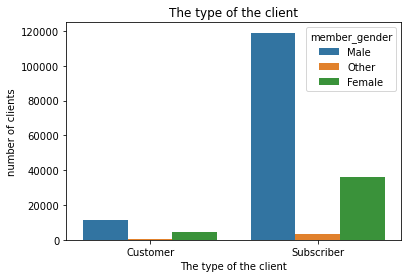 The type of the client
member_gender
Male
Other
Female
number of clients
120000
100000
80000
60000
40000
20000
0
Customer
Subscriber
The type of the client